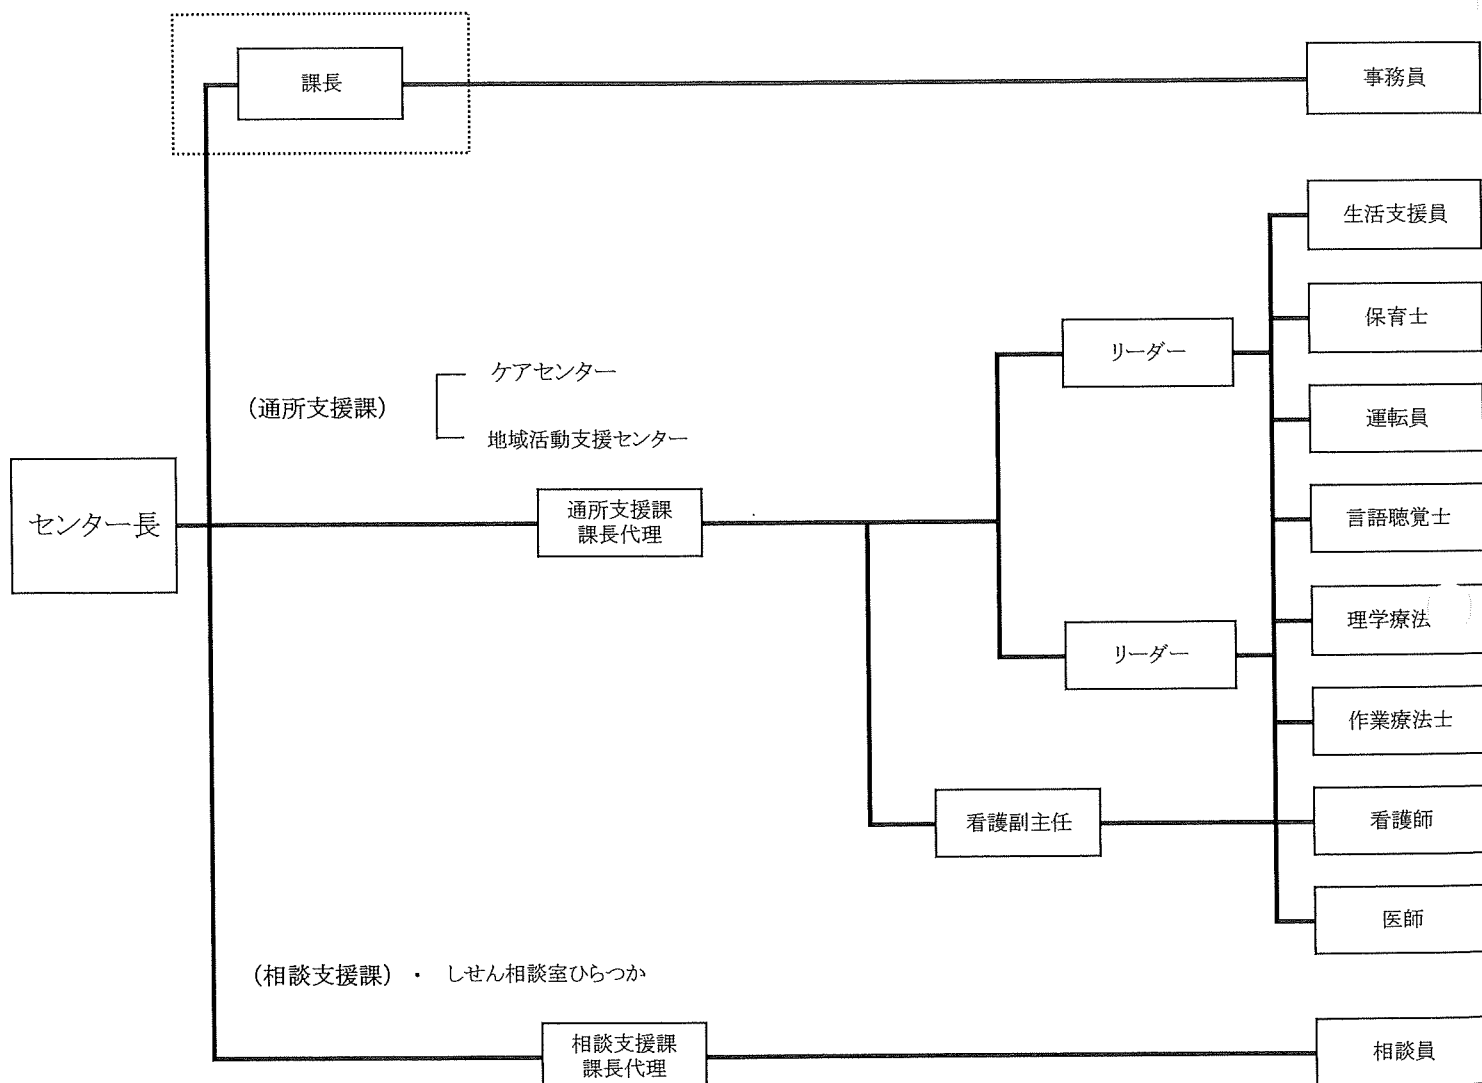 課長
事務員
生活支援員
保育士
リーダー
ケアセンター
(通所支援課)
運転員
地域活動支援センター
センター長
通所支援課
課長代理
言語聴覚士
理学療法
リーダー
作業療法士
看護副主任
看護師
医師
(相談支援課) ・ しせん相談室ひらつか
相談支援課
課長代理
相談員